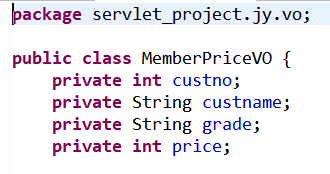 package servlet_project.jy.vo;
public class MemberPriceVO {
private int custno;
private String custname;
private String grade;
private int price;